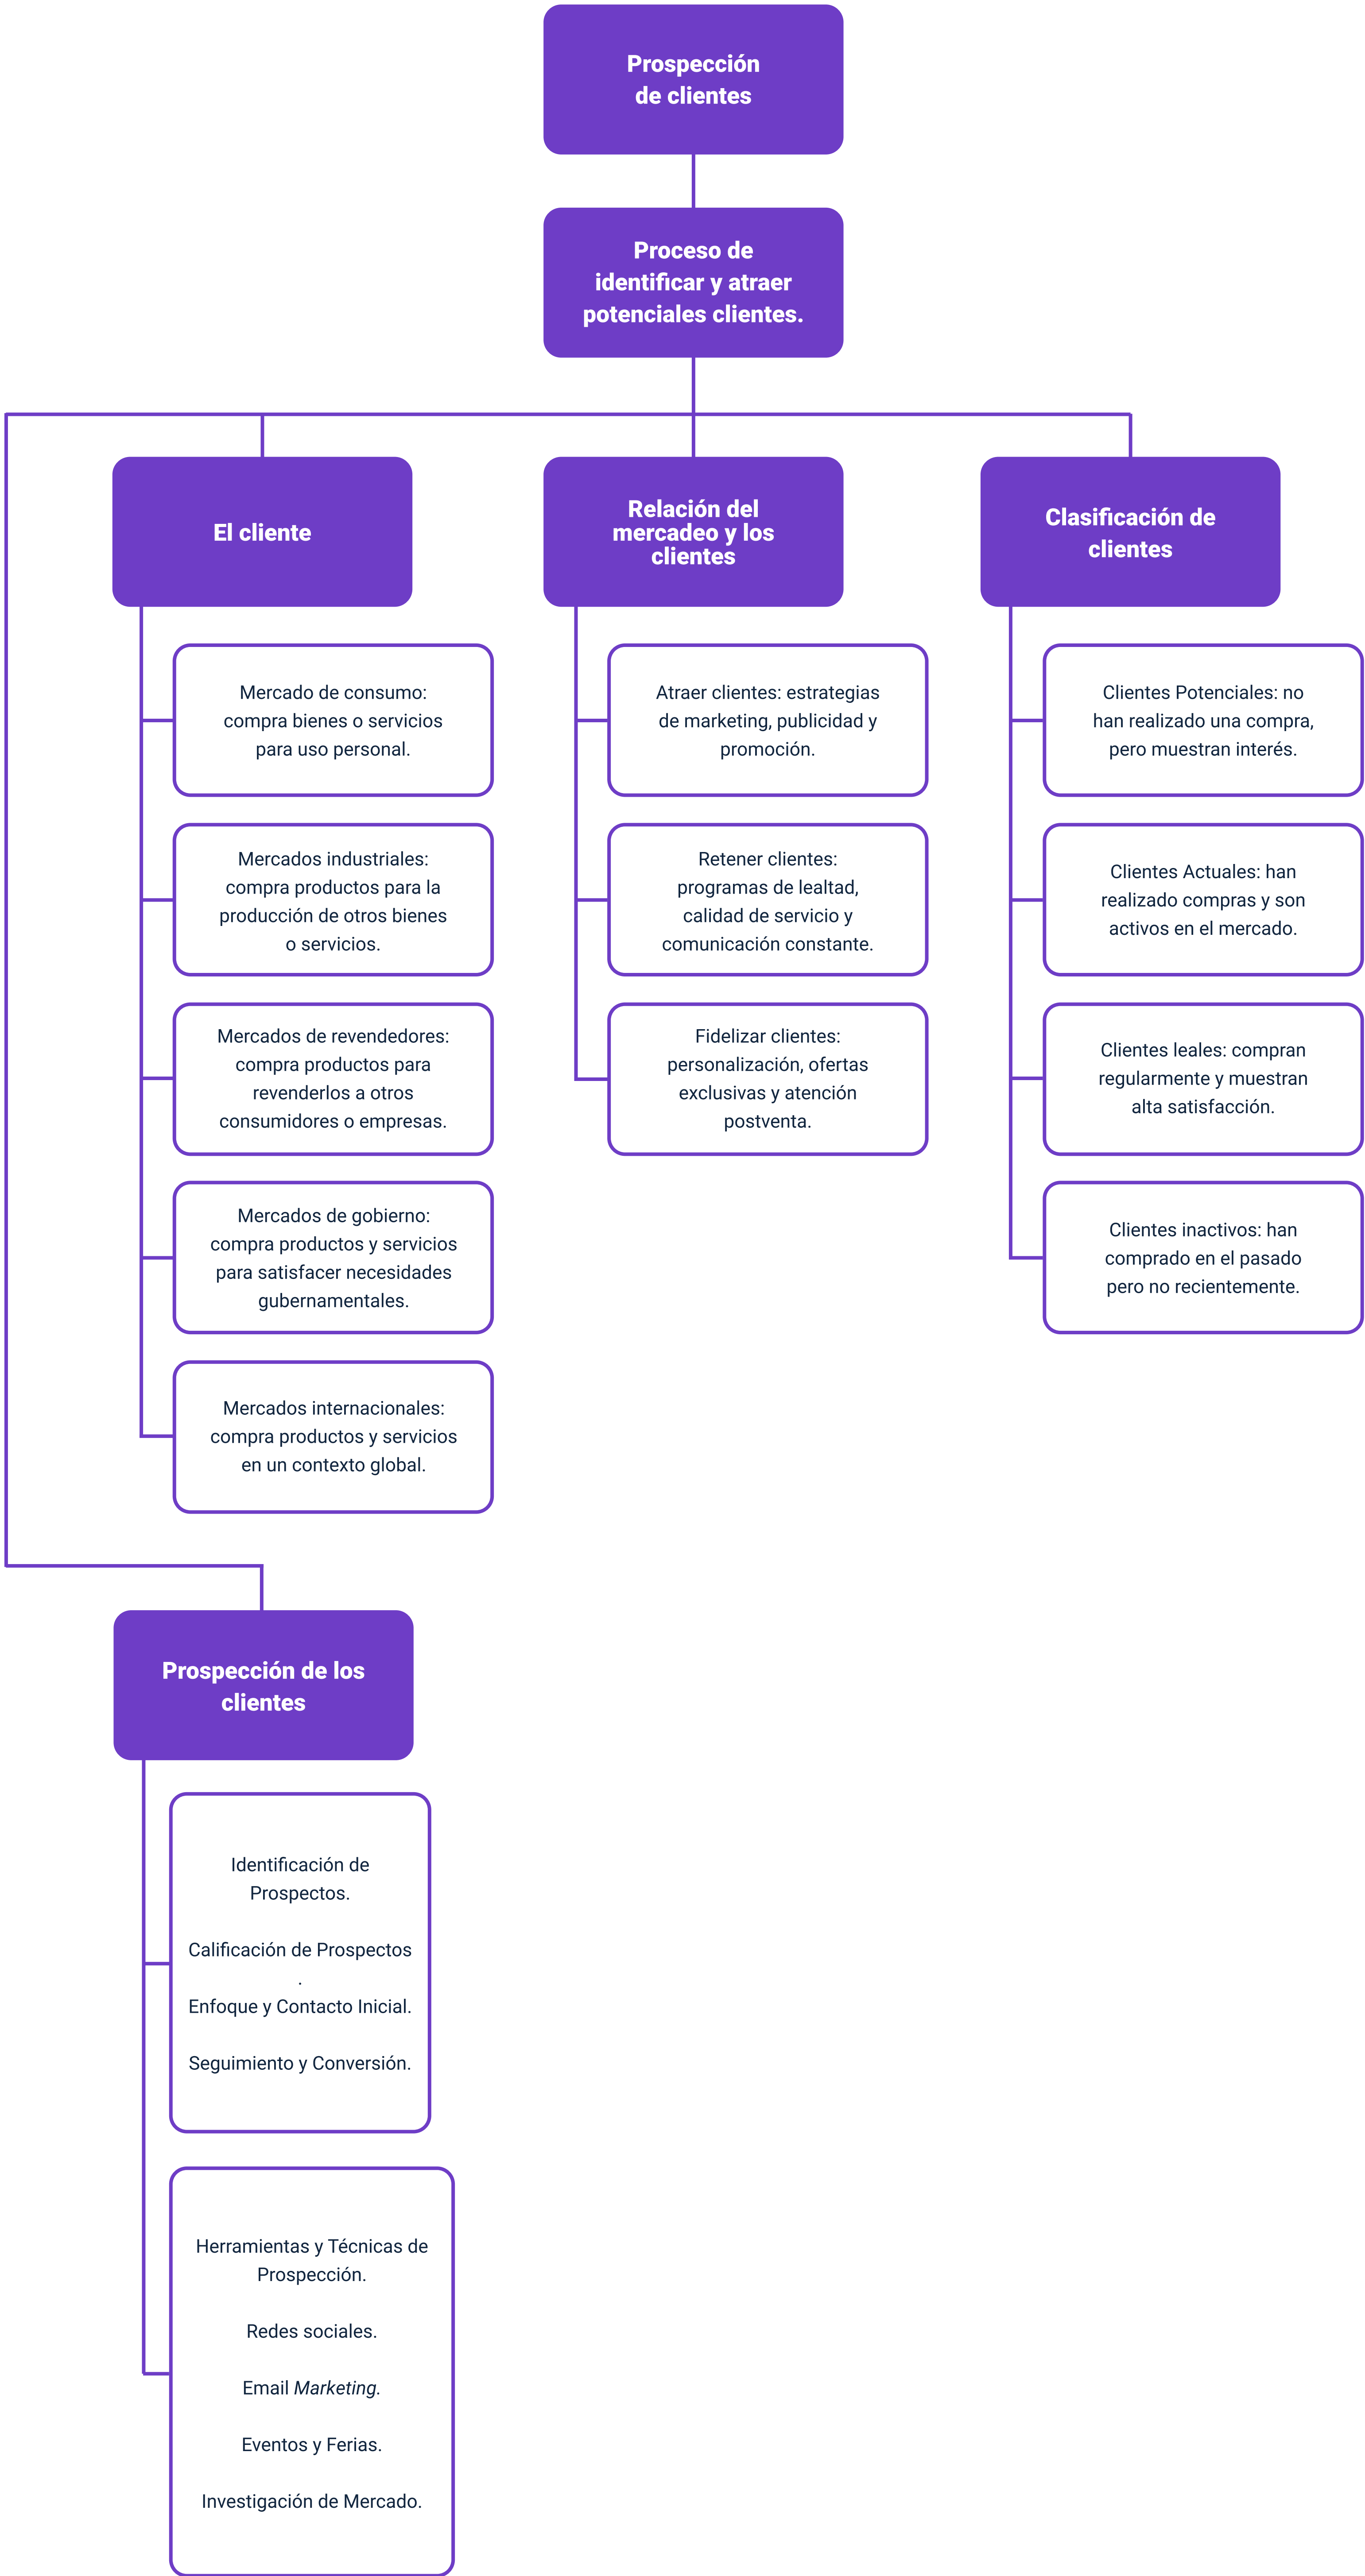 Prospección
de clientes
Proceso de
identificar y atraer
potenciales clientes.
El cliente
Mercado de consumo:
compra bienes o servicios
para uso personal.
Mercados industriales:
compra productos para la
producción de otros bienes
o servicios.
Mercados de revendedores:
compra productos para
revenderlos a otros
consumidores o empresas.
Mercados de gobierno:
compra productos y servicios
para satisfacer necesidades
gubernamentales.
Mercados internacionales:
compra productos y servicios
en un contexto global.
Relación del
mercadeo y los
clientes
Atraer clientes: estrategias
de marketing, publicidad y
promoción.
Retener clientes:
programas de lealtad,
calidad de servicio y
comunicación constante.
Fidelizar clientes:
personalización, ofertas
exclusivas y atención
postventa.
Clasificación de
clientes
Clientes Potenciales: no
han realizado una compra,
pero muestran interés.
Clientes Actuales: han
realizado compras y son
activos en el mercado.
Clientes leales: compran
regularmente y muestran
alta satisfacción.
Clientes inactivos: han
comprado en el pasado
pero no recientemente.
Prospección de los
clientes
Identificación de
Prospectos.
Calificación de Prospectos
.
Enfoque y Contacto Inicial.
Seguimiento y Conversión.
Herramientas y Técnicas de
Prospección.
Redes sociales.
Email Marketing.
Eventos y Ferias.
Investigación de Mercado.